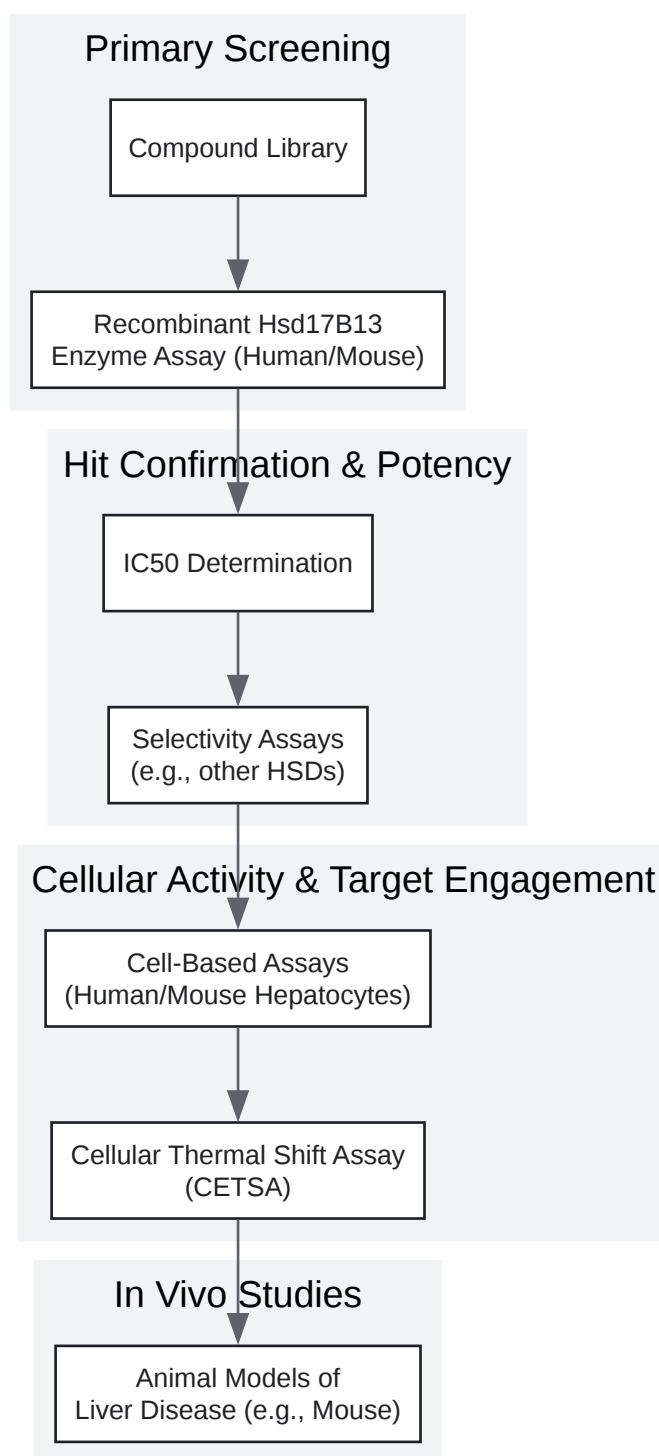 Primary Screening
Compound Library
Recombinant Hsd17B13
Enzyme Assay (Human/Mouse)
Hit Confirmation & Potency
IC50 Determination
Selectivity Assays
(e.g., other HSDs)
Cellular Activity & Target Engagement
Cell-Based Assays
(Human/Mouse Hepatocytes)
Cellular Thermal Shift Assay
(CETSA)
In Vivo Studies
Animal Models of
Liver Disease (e.g., Mouse)